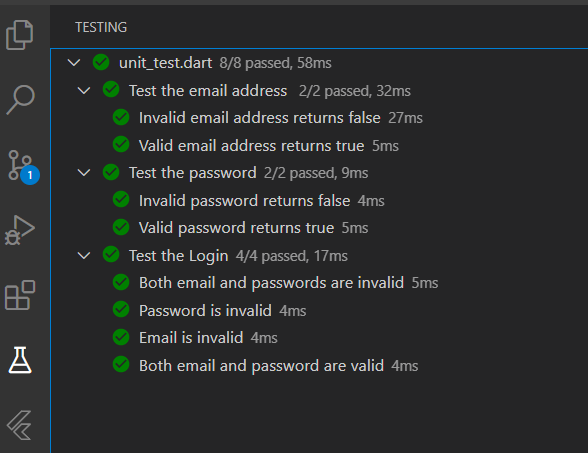 TESTING
unit_test.dart 8/8 passed, 58ms
Test the email address 2/2 passed, 32ms
Invalid email address returns false 27ms
Valid email address returns true 5ms
1
Test the password 2/2 passed, 9ms
Invalid password returns false 4ms
Valid password returns true 5ms
Test the Login 4/4 passed, 17ms
Both email and passwords are invalid 5ms
Password is invalid 4ms
Email is invalid 4ms
Both email and password are valid 4ms